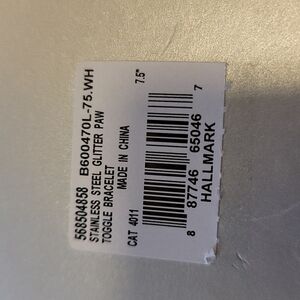 568504858 B600470L-75.WH
STAINLESS STEEL GLITTER PAW
TOGGLE BRACELET
MADE IN CHINA
CAT 4011
7.5"
8 87746 65046 7
HALLMARK